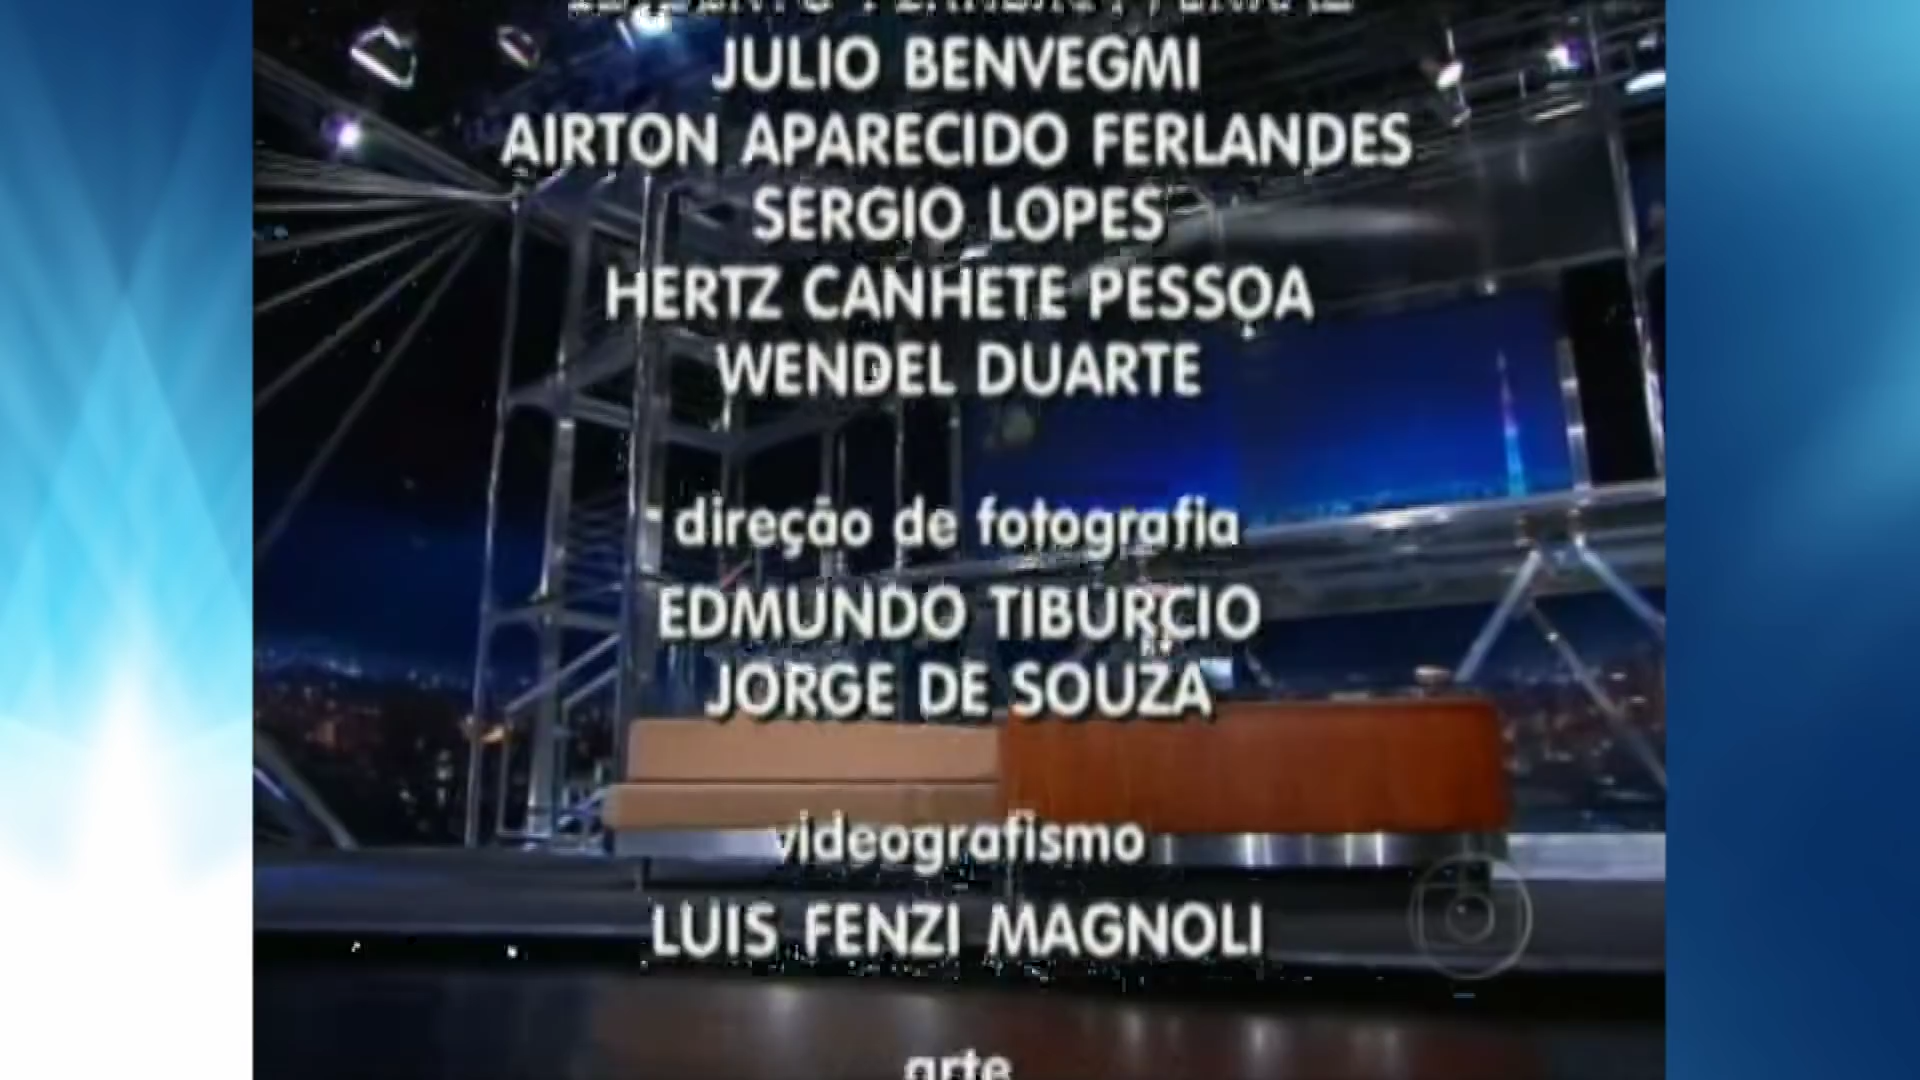 JULIO BENVEGMI
AIRTON APARECIDO FERLANDES
SERGIO LOPES
HERTZ CANHETE PESSOA
WENDEL DUARTE
direção de fotografia
EDMUNDO TIBURCIO
JORGE DE SOUZA
videografismo
LUIS FENZI MAGNOLI
arte